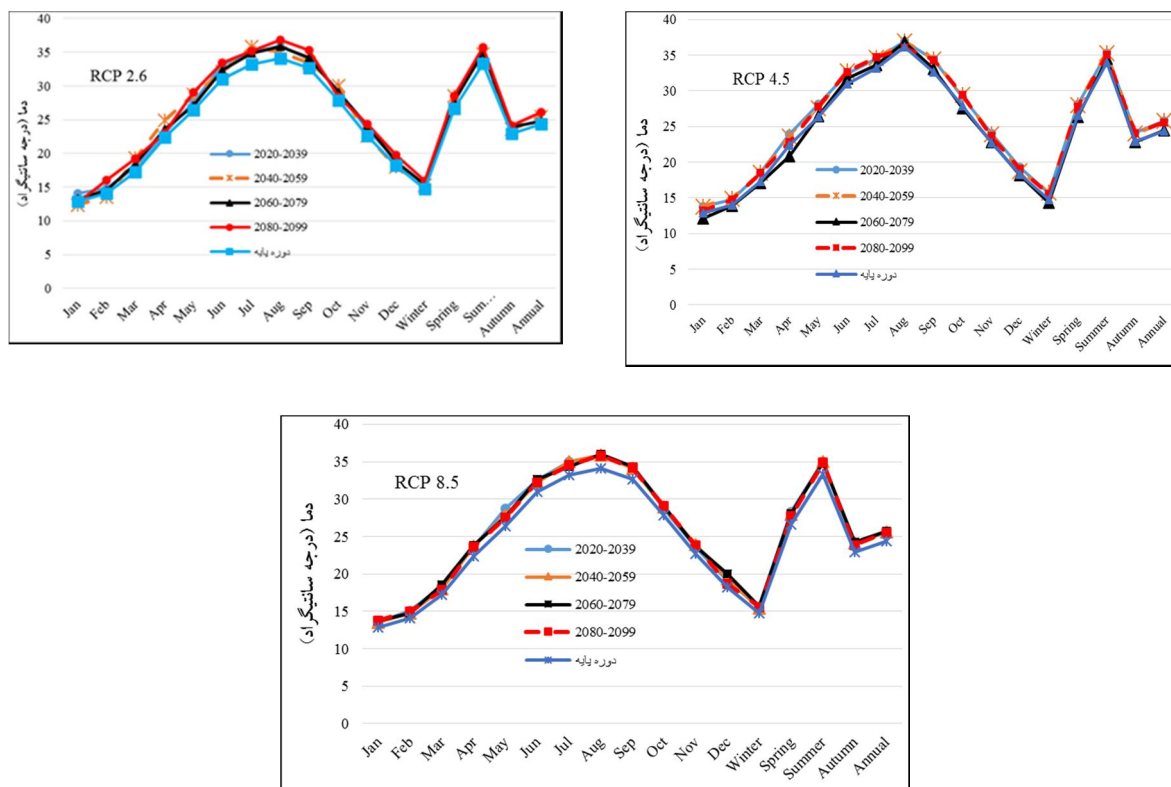 RCP 2.6
دما (درجه سانتیگراد)
40
35
30
25
20
15
10
5
0
2020-2039
2040-2059
2060-2079
2080-2099
دوره پایه
Jan
Feb
Mar
Apr
May
Jun
Jul
Aug
Sep
Oct
Nov
Dec
Winter
Spring
Sum...
Autumn
Annual
RCP 4.5
دما (درجه سانتیگراد)
40
35
30
25
20
15
10
5
0
2020-2039
2040-2059
2060-2079
2080-2099
دوره پایه
Jan
Feb
Mar
Apr
May
Jun
Jul
Aug
Sep
Oct
Nov
Dec
Winter
Spring
Summer
Autumn
Annual
RCP 8.5
دما (درجه سانتیگراد)
40
35
30
25
20
15
10
5
0
2020-2039
2040-2059
2060-2079
2080-2099
دوره پایه
Jan
Feb
Mar
Apr
May
Jun
Jul
Aug
Sep
Oct
Nov
Dec
Winter
Spring
Summer
Autumn
Annual